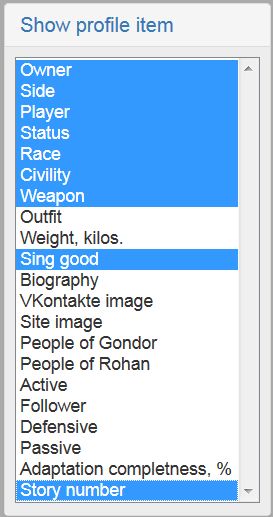 Show profile item
Owner
Side
Player
Status
Race
Civility
Weapon
Outfit
Weight, kilos.
Sing good
Biography
VKontakte image
Site image
People of Gondor
People of Rohan
Active
Follower
Defensive
Passive
Adaptation completness, %
Story number